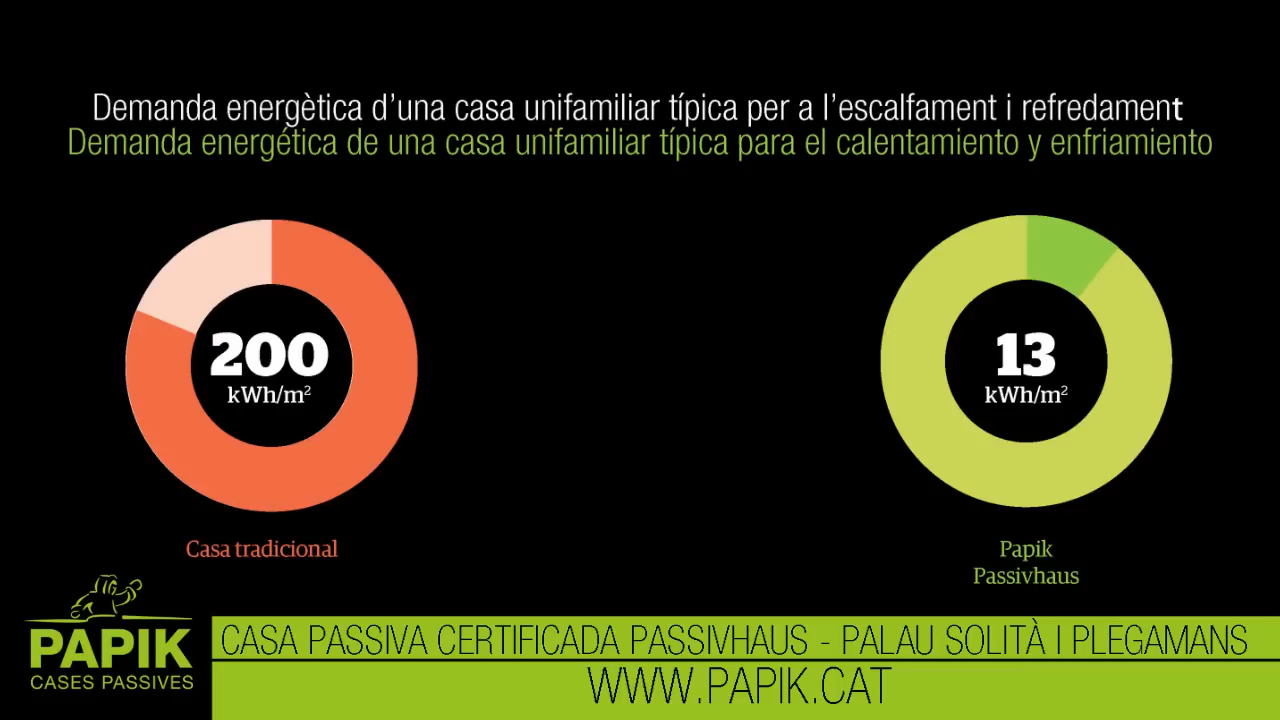 Demanda energètica d’una casa unifamiliar típica per a l’escalfament i refredament
Demanda energética de una casa unifamiliar típica para el calentamiento y enfriamiento
200
kWh/m²
13
kWh/m²
Casa tradicional
Papik
Passivhaus
PAPIK
CASES PASSIVES
CASA PASSIVA CERTIFICADA PASSIVHAUS - PALAU SOLITÀ I PLEGAMANS
WWW.PAPIK.CAT